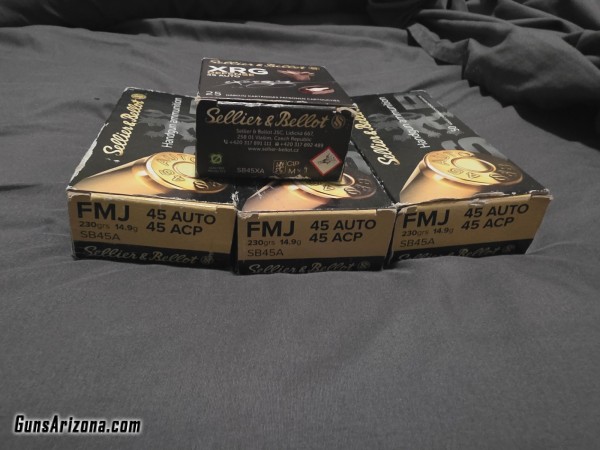 Sellier & Bellot
XRG
25
Sellier & Bellot
Sellier & Bellot JSC, Lidická 667,
258 01 Vlašim, Czech Republic
www.sellier-bellot.cz
SB45XA
CIP
Sellier & Bellot
Handgun ammunition
FMJ
45 AUTO
45 ACP
230grs 14.9g
SB45A
Sellier & Bellot
FMJ
45 AUTO
45 ACP
230grs 14.9g
SB45A
Sellier & Bellot
Sellier & Bellot
Handgun ammunition
FMJ
45 AUTO
45 ACP
230grs 14.9g
SB45A
Sellier & Bellot
GunsArizona.com